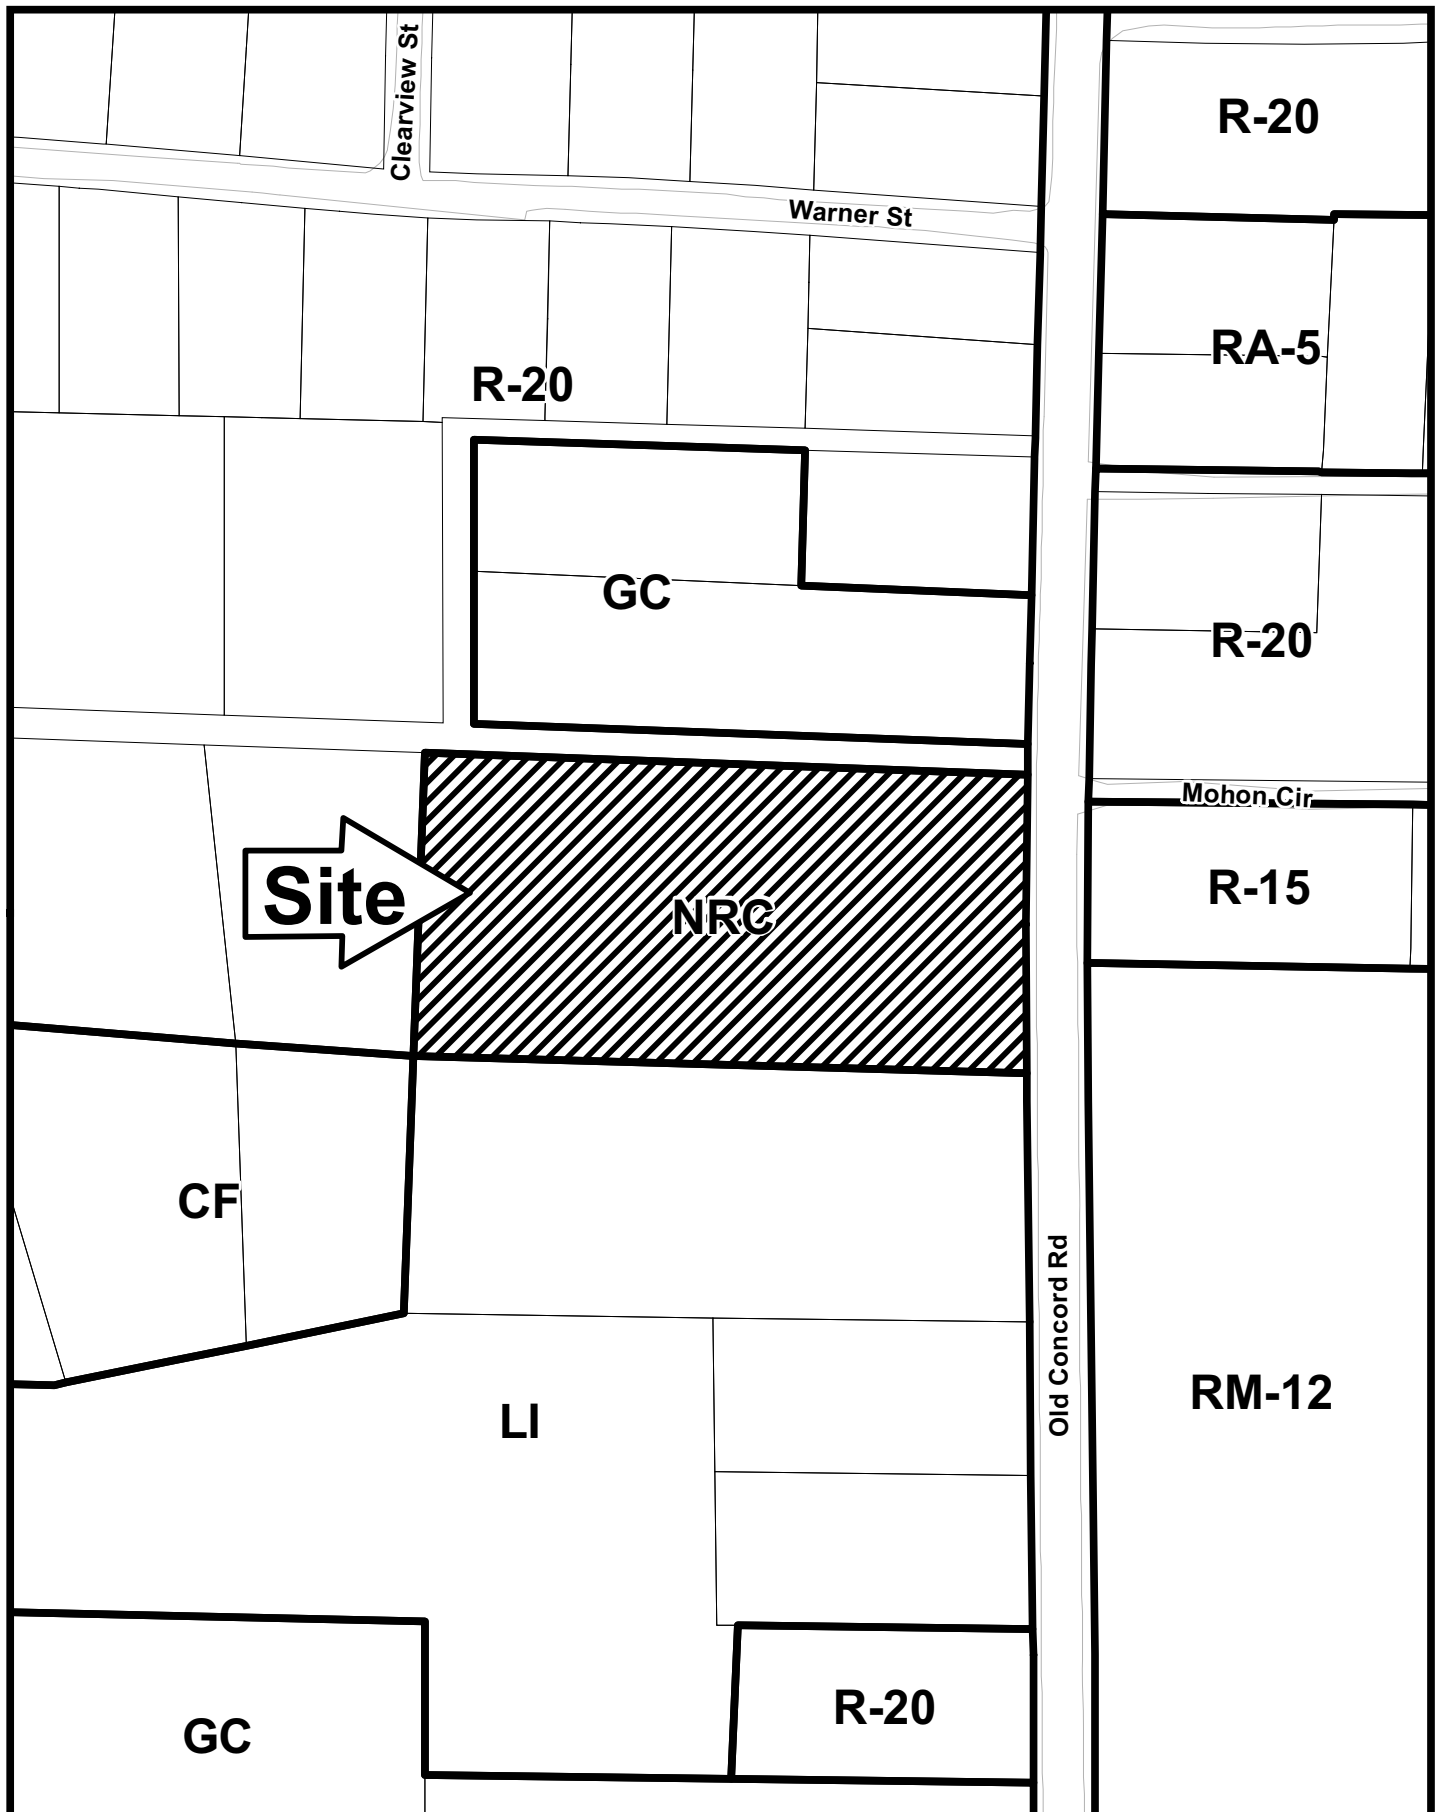 Clearview St
R-20
Warner St
RA-5
R-20
GC
R-20
Mohon Cir
Site
NRC
R-15
CF
Old Concord Rd
RM-12
LI
R-20
GC